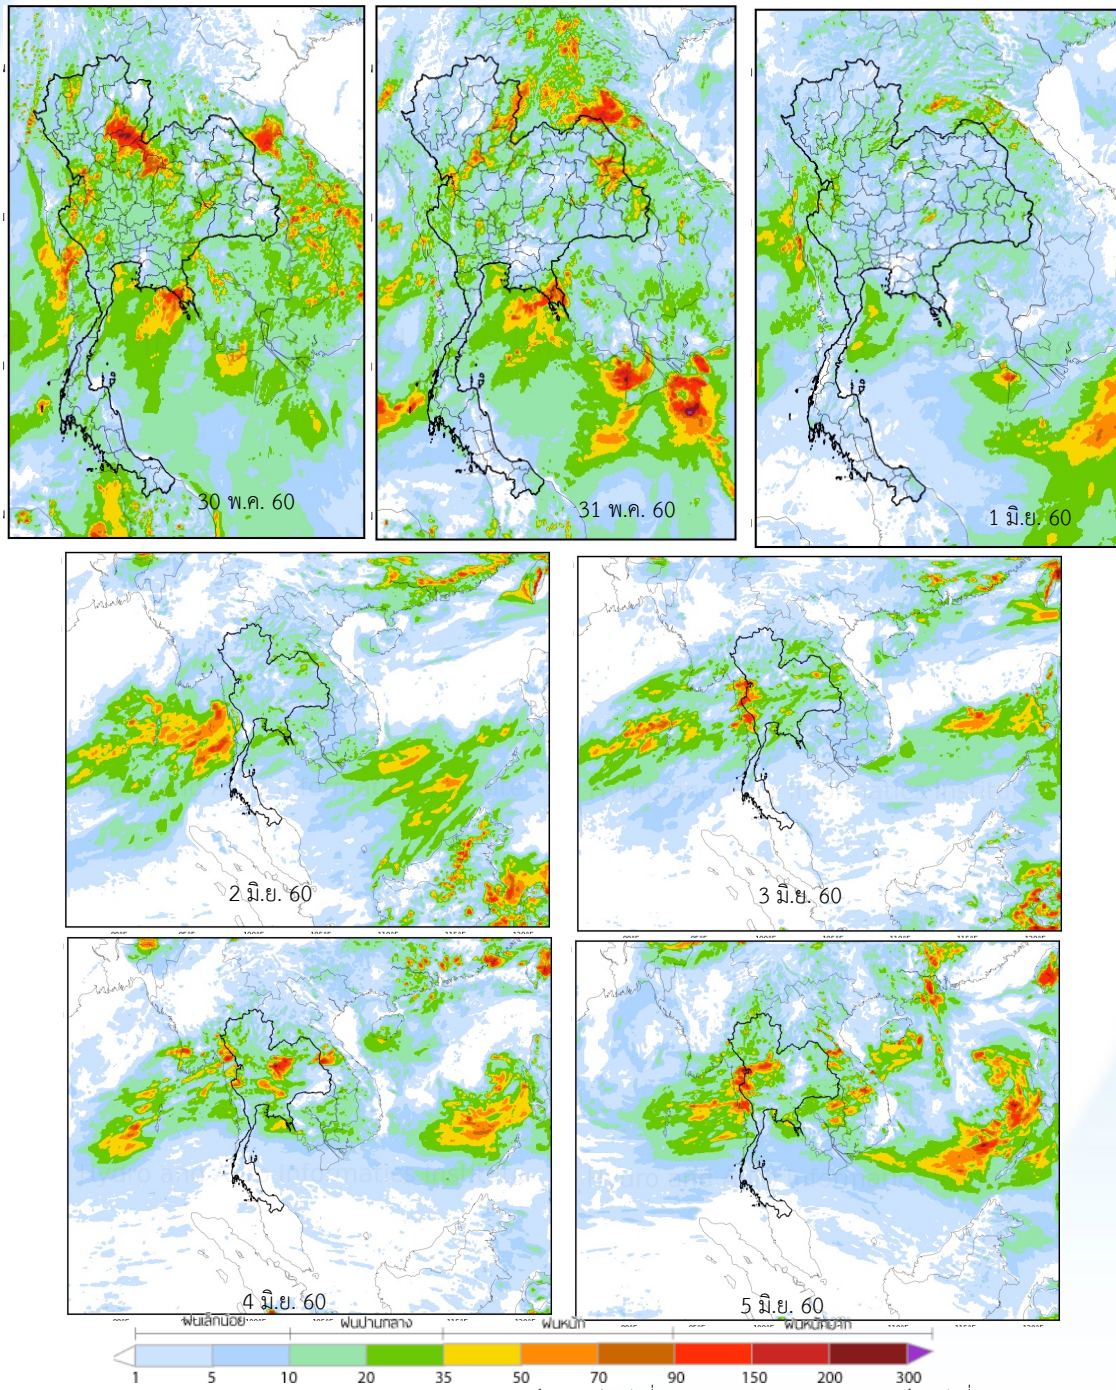 30 พ.ค. 60
31 พ.ค. 60
1 มิ.ย. 60
2 มิ.ย. 60
3 มิ.ย. 60
4 มิ.ย. 60
5 มิ.ย. 60
ฝนเล็กน้อย ฝนปานกลาง ฝนหนัก ฝนหนักมาก
1 5 10 20 35 50 70 90 150 200 300